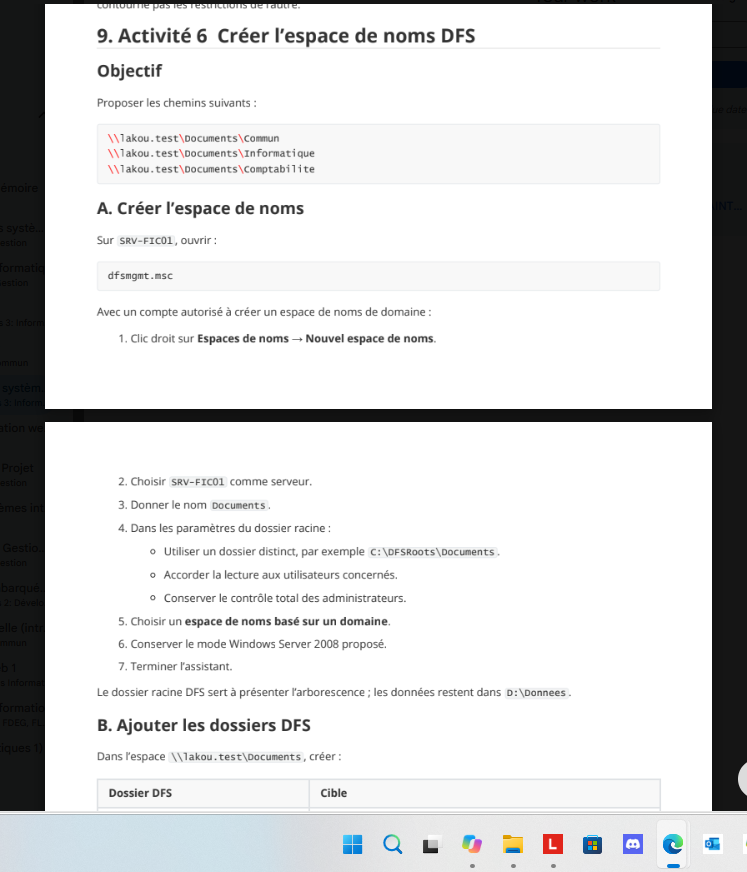 contourne pas les restrictions de l'autre.
9. Activité 6 Créer l'espace de noms DFS
Objectif
Proposer les chemins suivants :
\\lakou.test\Documents\Commun
\\lakou.test\Documents\Informatique
\\lakou.test\Documents\Comptabilite
A. Créer l'espace de noms
Sur SRV-FIC01, ouvrir :
dfsmgmt.msc
Avec un compte autorisé à créer un espace de noms de domaine :
1. Clic droit sur Espaces de noms → Nouvel espace de noms.
2. Choisir SRV-FIC01 comme serveur.
3. Donner le nom Documents.
4. Dans les paramètres du dossier racine :
Utiliser un dossier distinct, par exemple C:\DFSRoots\Documents.
Accorder la lecture aux utilisateurs concernés.
Conserver le contrôle total des administrateurs.
5. Choisir un espace de noms basé sur un domaine.
6. Conserver le mode Windows Server 2008 proposé.
7. Terminer l'assistant.
Le dossier racine DFS sert à présenter l'arborescence ; les données restent dans D:\Donnees.
B. Ajouter les dossiers DFS
Dans l'espace \\lakou.test\Documents, créer :
Dossier DFS
Cible